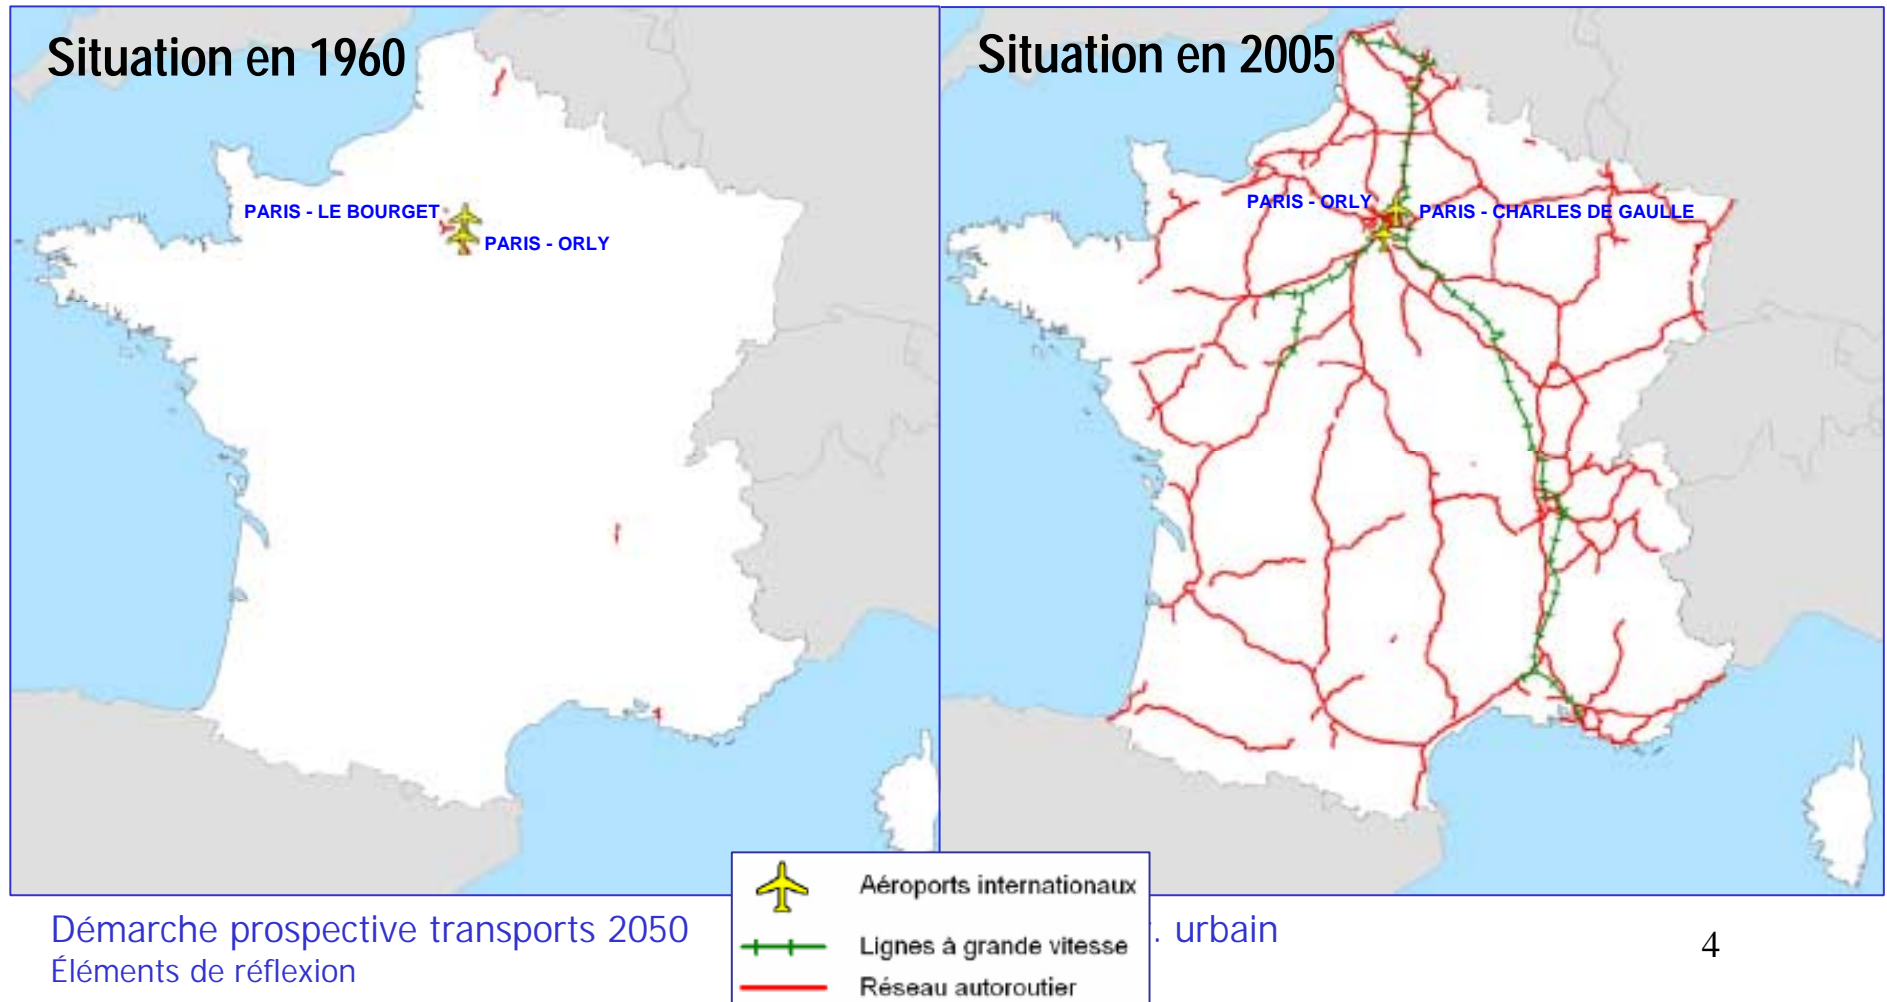 Situation en 1960
PARIS - LE BOURGET
PARIS - ORLY
Situation en 2005
PARIS - ORLY
PARIS - CHARLES DE GAULLE
Aéroports internationaux
Lignes à grande vitesse
Réseau autoroutier
Démarche prospective transports 2050
Éléments de réflexion
urbain
4